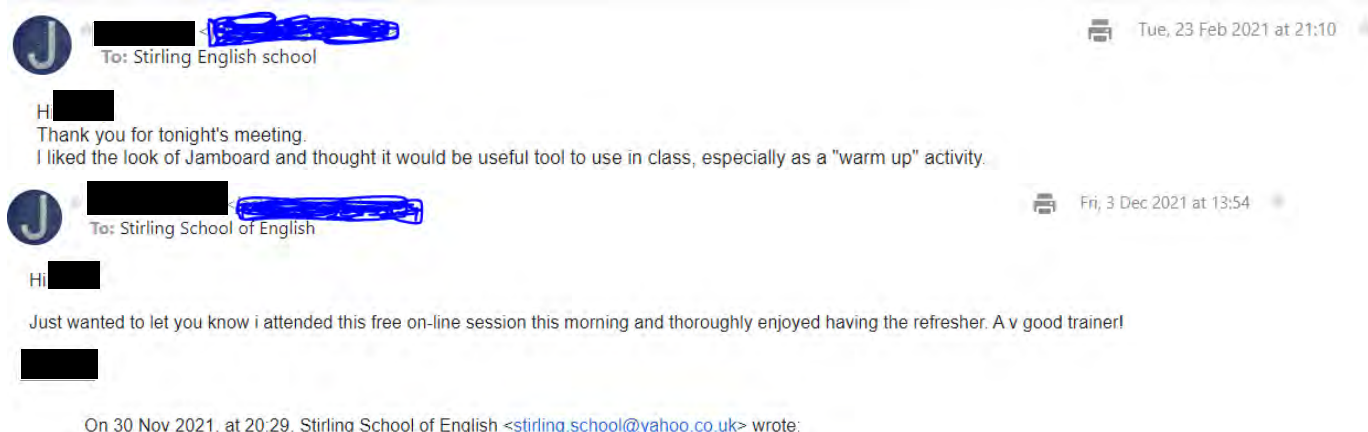 J
<
To: Stirling English school
Tue, 23 Feb 2021 at 21:10
Hi
Thank you for tonight's meeting.
I liked the look of Jamboard and thought it would be useful tool to use in class, especially as a "warm up" activity.
J
<
To: Stirling School of English
Fri, 3 Dec 2021 at 13:54
Hi
Just wanted to let you know i attended this free on-line session this morning and thoroughly enjoyed having the refresher. A v good trainer!
On 30 Nov 2021, at 20:29, Stirling School of English <stirling.school@yahoo.co.uk> wrote: